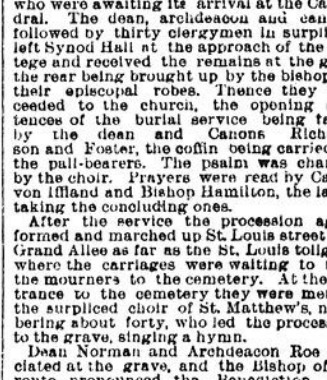 who were awaiting its arrival at the Ca
dral. The dean, archdeacon and can
followed by thirty clergymen in surpli
left Synod Hall at the approach of the
tege and received the remains at the g
the rear being brought up by the bishop
their episcopal robes. Thence they
ceeded to the church, the opening
tences of the burial service being
by the dean and Canons Rich
son and Foster, the coffin being carried
the pall-bearers. The psalm was chan
by the choir. Prayers were read by Ca
von Iffland and Bishop Hamilton, the la
taking the concluding ones.
After the service the procession
formed and marched up St. Louis street
Grand Allee as far as the St. Louis tollg
where the carriages were waiting to
the mourners to the cemetery. At the
trance to the cemetery they were me
the surpliced choir of St. Matthew's, n
bering about forty, who led the proces
to the grave, singing a hymn.
Dean Norman and Archdeacon Roe
ciated at the grave, and the Bishop of
pronounced the Benediction